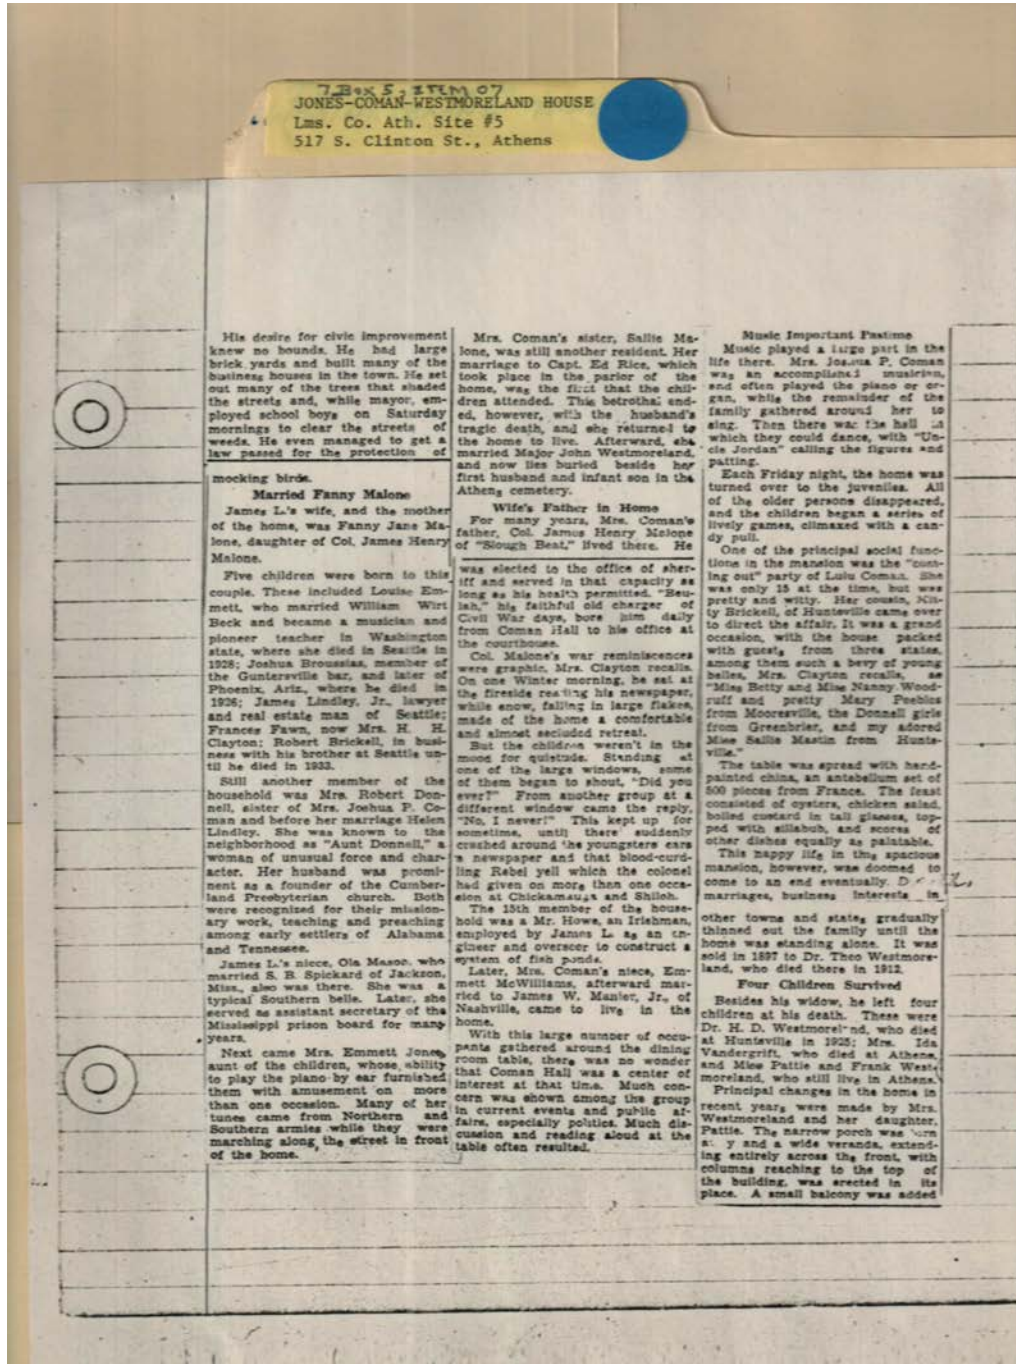 7 Box 5, ITEM 07
JONES-COMAN-WESTMORELAND HOUSE
Lms. Co. Ath. Site #5
517 S. Clinton St., Athens
His desire for civic improvement
knew no bounds. He had large
brick yards and built many of the
business houses in the town. He set
out many of the trees that shaded
the streets and, while mayor, em-
ployed school boys on Saturday
mornings to clear the streets of
weeds. He even managed to get a
law passed for the protection of
mocking birds.
Married Fanny Malone
James L.'s wife, and the mother
of the home, was Fanny Jane Ma-
lone, daughter of Col. James Henry
Malone.
Five children were born to this
couple. These included Louise Em-
mett, who married William Wirt
Beck and became a musician and
pioneer teacher in Washington
state, where she died in Seattle in
1928; Joshua Broussias, member of
the Guntersville bar, and later of
Phoenix, Ariz., where he died in
1926; James Lindley, Jr., lawyer
and real estate man of Seattle;
Frances Fawn, now Mrs. H. H.
Clayton; Robert Brickell, in busi-
ness with his brother at Seattle un-
til he died in 1933.
Still another member of the
household was Mrs. Robert Don-
nell, sister of Mrs. Joshua P. Co-
man and before her marriage Helen
Lindley. She was known to the
neighborhood as "Aunt Donnell," a
woman of unusual force and char-
acter. Her husband was promi-
nent as a founder of the Cumber-
land Presbyterian church. Both
were recognized for their mission-
ary work, teaching and preaching
among early settlers of Alabama
and Tennessee.
James L.'s niece, Ola Mason, who
married S. B. Spickard of Jackson,
Miss., also was there. She was a
typical Southern belle. Later, she
served as assistant secretary of the
Mississippi prison board for many
years.
Next came Mrs. Emmett Jones,
aunt of the children, whose ability
to play the piano by ear furnished
them with amusement on more
than one occasion. Many of her
tunes came from Northern and
Southern armies while they were
marching along the street in front
of the home.
Mrs. Coman's sister, Sallie Ma-
lone, was still another resident. Her
marriage to Capt. Ed Rice, which
took place in the parlor of the
home, was the first that the chil-
dren attended. This betrothal end-
ed, however, with the husband's
tragic death, and she returned to
the home to live. Afterward, she
married Major John Westmoreland,
and now lies buried beside her
first husband and infant son in the
Athens cemetery.
Wife's Father in Home
For many years, Mrs. Coman's
father, Col. James Henry Malone
of "Slough Beat," lived there. He
was elected to the office of sher-
iff and served in that capacity as
long as his health permitted. "Beu-
lah," his faithful old charger of
Civil War days, bore him daily
from Coman Hall to his office at
the courthouse.
Col. Malone's war reminiscences
were graphic, Mrs. Clayton recalls.
On one Winter morning, he sat at
the fireside reading his newspaper,
while snow, falling in large flakes,
made of the home a comfortable
and almost secluded retreat.
But the children weren't in the
mood for quietude. Standing at
one of the large windows, some
of them began to shout, "Did you
ever?" From another group at a
different window came the reply,
"No, I never!" This kept up for
sometime, until there suddenly
crashed around the youngsters ears
a newspaper and that blood-curd-
ling Rebel yell which the colonel
had given on more than one occa-
sion at Chickamauga and Shiloh.
The 15th member of the house-
hold was a Mr. Howe, an Irishman,
employed by James L. as an en-
gineer and overseer to construct a
system of fish ponds.
Later, Mrs. Coman's niece, Em-
mett McWilliams, afterward mar-
ried to James W. Manier, Jr., of
Nashville, came to live in the
home.
With this large number of occu-
pants gathered around the dining
room table, there was no wonder
that Coman Hall was a center of
interest at that time. Much con-
cern was shown among the group
in current events and public af-
fairs, especially politics. Much dis-
cussion and reading aloud at the
table often resulted.
Music Important Pastime
Music played a large part in the
life there. Mrs. Joshua P. Coman
was an accomplished musician,
and often played the piano or or-
gan, while the remainder of the
family gathered around her to
sing. Then there was the hall in
which they could dance, with "Un-
cle Jordan" calling the figures and
patting.
Each Friday night, the home was
turned over to the juveniles. All
of the older persons disappeared,
and the children began a series of
lively games, climaxed with a can-
dy pull.
One of the principal social func-
tions in the mansion was the "com-
ing out" party of Lulu Coman. She
was only 15 at the time, but was
pretty and witty. Her cousin, Kit-
ty Brickell, of Huntsville came over
to direct the affair. It was a grand
occasion, with the house packed
with guests from three states,
among them such a bevy of young
belles, Mrs. Clayton recalls, as
"Miss Betty and Miss Nanny Wood-
ruff and pretty Mary Peebles
from Mooresville, the Donnell girls
from Greenbrier, and my adored
Miss Sallie Mastin from Hunts-
ville."
The table was spread with hand-
painted china, an antebellum set of
500 pieces from France. The feast
consisted of oysters, chicken salad,
boiled custard in tall glasses, top-
ped with sillabub, and scores of
other dishes equally as palatable.
This happy life in this spacious
mansion, however, was doomed to
come to an end eventually.
marriages, business interests in
other towns and states gradually
thinned out the family until the
home was standing alone. It was
sold in 1897 to Dr. Theo Westmore-
land, who died there in 1912.
Four Children Survived
Besides his widow, he left four
children at his death. These were
Dr. H. D. Westmoreland, who died
at Huntsville in 1925; Mrs. Ida
Vandergrift, who died at Athens,
and Miss Pattie and Frank West-
moreland, who still live in Athens.
Principal changes in the home in
recent years were made by Mrs.
Westmoreland and her daughter,
Pattie. The narrow porch was torn
away and a wide veranda, extend-
ing entirely across the front, with
columns reaching to the top of
the building, was erected in its
place. A small balcony was added